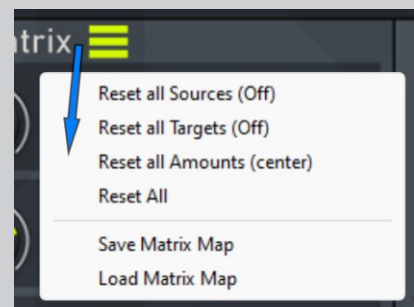 trix
Reset all Sources (Off)
Reset all Targets (Off)
Reset all Amounts (center)
Reset All
Save Matrix Map
Load Matrix Map